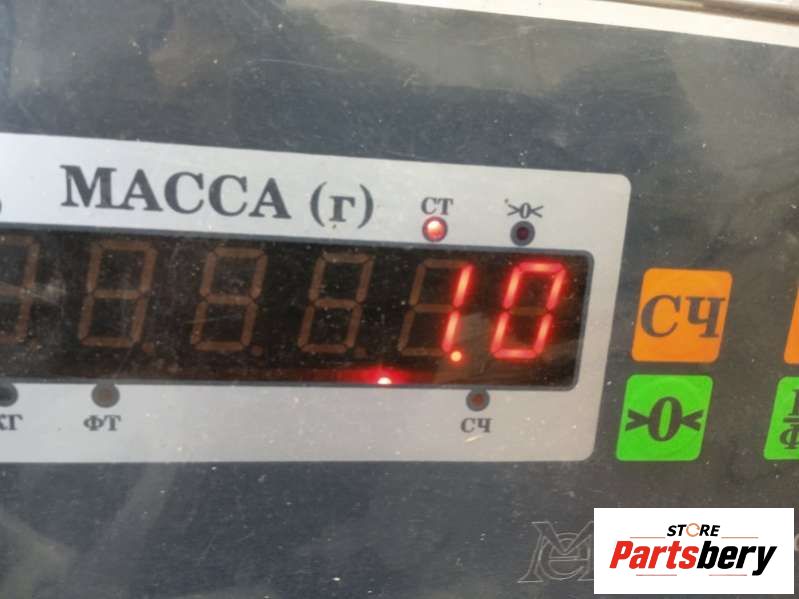 МАССА (г)
СТ
>0<
1.0
КГ
ФТ
СЧ
СЧ
>0<
STORE
Partsbery